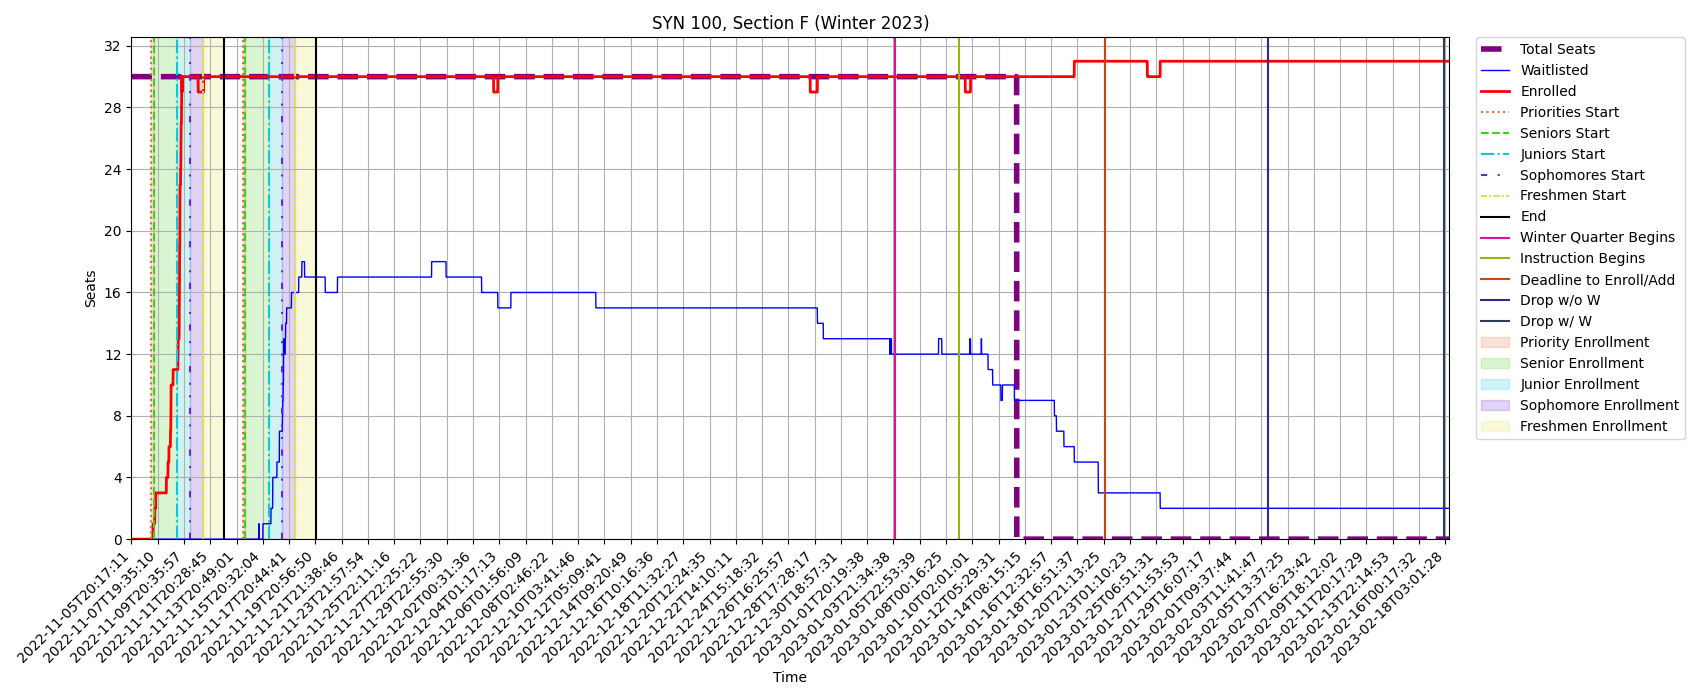 SYN 100, Section F (Winter 2023)
Seats
32
28
24
20
16
12
8
4
0
2022-11-05T20:17:11
2022-11-07T19:35:10
2022-11-09T20:35:57
2022-11-11T20:28:45
2022-11-13T20:49:01
2022-11-15T20:32:04
2022-11-17T20:44:41
2022-11-19T20:56:50
2022-11-21T21:38:46
2022-11-23T21:57:54
2022-11-25T22:11:16
2022-11-27T22:25:22
2022-11-29T22:55:30
2022-12-02T00:31:36
2022-12-04T01:17:13
2022-12-06T01:56:09
2022-12-08T02:46:22
2022-12-10T03:41:46
2022-12-12T05:09:41
2022-12-14T09:20:49
2022-12-16T10:16:36
2022-12-18T11:32:27
2022-12-20T12:24:35
2022-12-22T14:10:11
2022-12-24T15:18:32
2022-12-26T16:25:57
2022-12-28T17:28:17
2022-12-30T18:57:31
2023-01-01T20:19:38
2023-01-03T21:34:38
2023-01-05T22:53:39
2023-01-08T00:16:25
2023-01-10T02:01:01
2023-01-12T05:29:31
2023-01-14T08:15:15
2023-01-16T12:32:57
2023-01-18T16:51:37
2023-01-20T21:13:25
2023-01-23T01:10:23
2023-01-25T06:51:31
2023-01-27T11:53:53
2023-01-29T16:07:17
2023-02-01T09:37:44
2023-02-03T11:41:47
2023-02-05T13:37:25
2023-02-07T16:23:42
2023-02-09T18:12:02
2023-02-11T20:17:29
2023-02-13T22:14:53
2023-02-16T00:17:32
2023-02-18T03:01:28
Time
Total Seats
Waitlisted
Enrolled
Priorities Start
Seniors Start
Juniors Start
Sophomores Start
Freshmen Start
End
Winter Quarter Begins
Instruction Begins
Deadline to Enroll/Add
Drop w/o W
Drop w/ W
Priority Enrollment
Senior Enrollment
Junior Enrollment
Sophomore Enrollment
Freshmen Enrollment